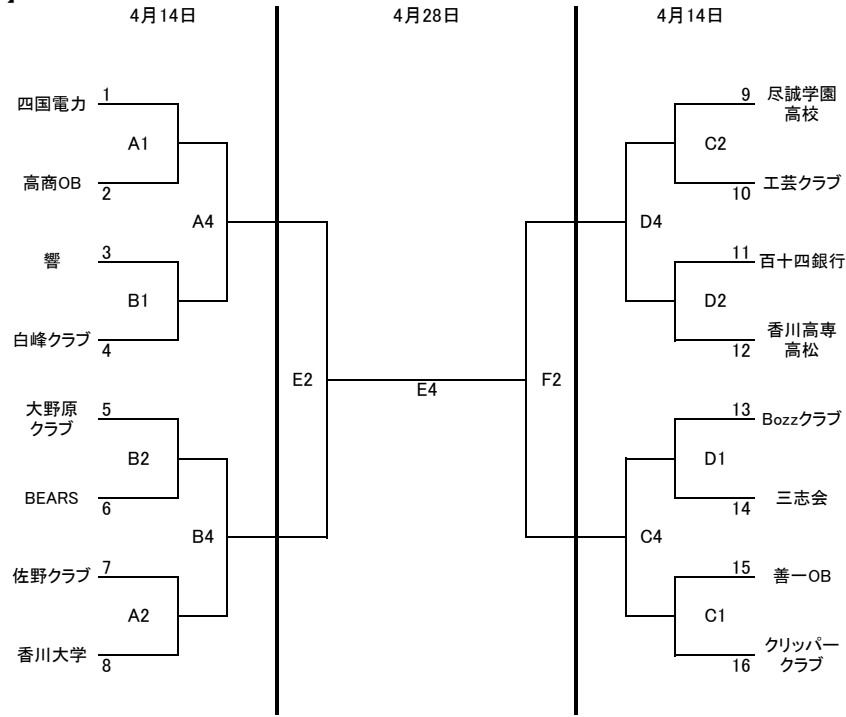 4月14日
4月28日
4月14日
四国電力
1
A1
高商OB
2
A4
響
3
B1
白峰クラブ
4
E2
大野原
クラブ
5
B2
BEARS
6
B4
佐野クラブ
7
A2
香川大学
8
E4
9
尽誠学園
高校
C2
10
工芸クラブ
D4
11
百十四銀行
D2
12
香川高専
高松
F2
13
Bozzクラブ
D1
14
三志会
C4
15
善一OB
C1
16
クリッパー
クラブ